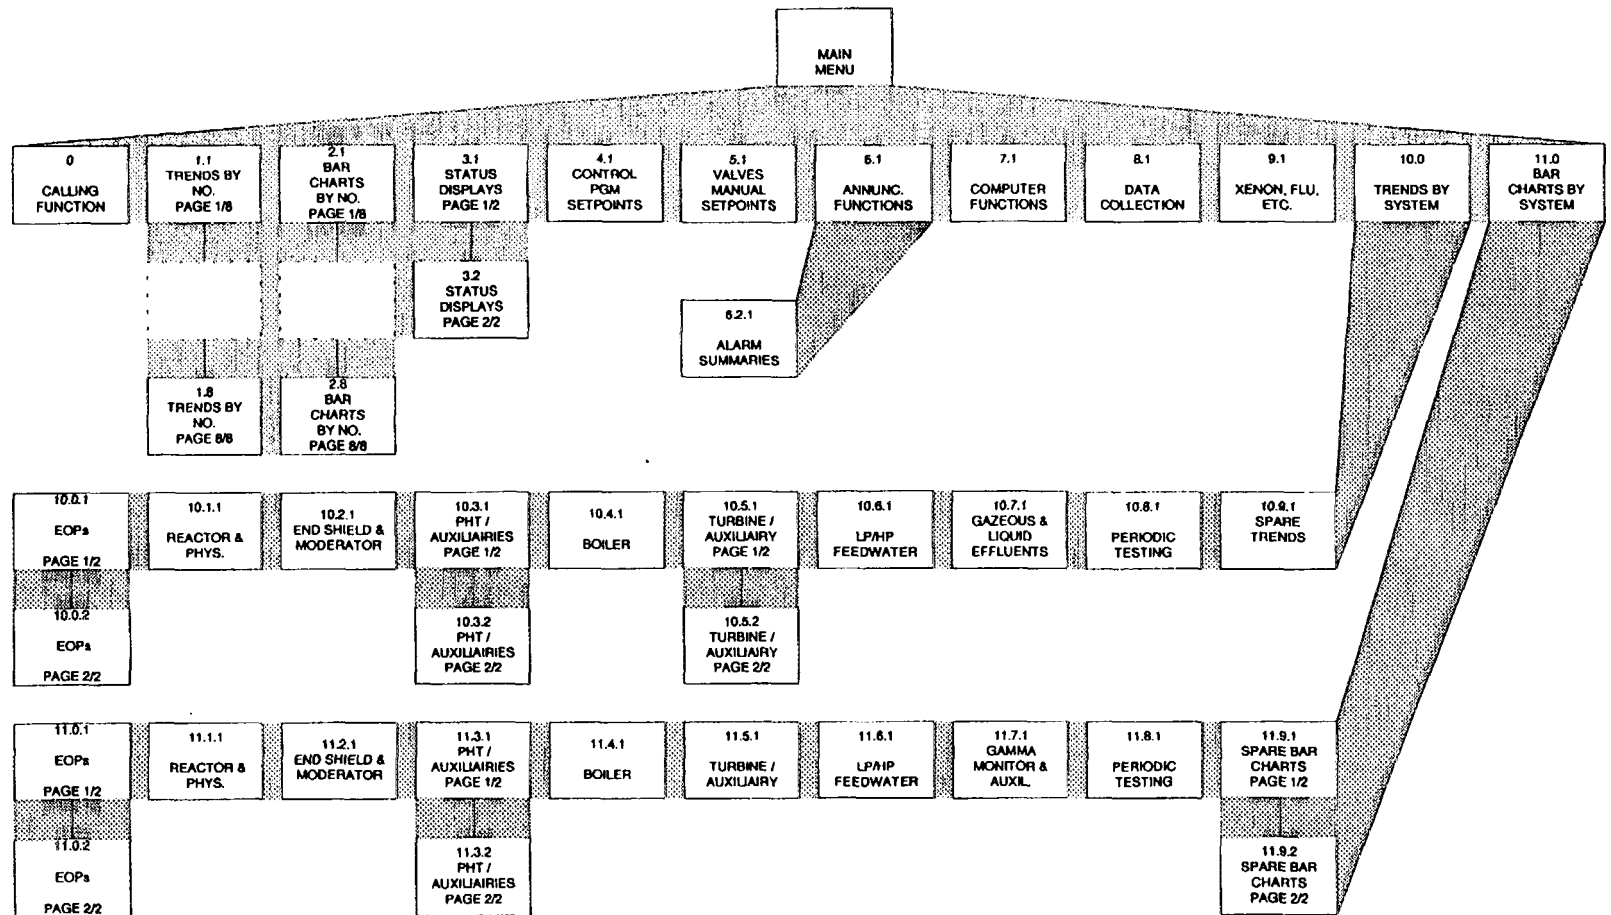 MAIN
MENU
0
CALLING
FUNCTION
1.1
TRENDS BY
NO.
PAGE 1/8
2.1
BAR
CHARTS
BY NO.
PAGE 1/8
3.1
STATUS
DISPLAYS
PAGE 1/2
4.1
CONTROL
PGM
SETPOINTS
5.1
VALVES
MANUAL
SETPOINTS
6.1
ANNUNC.
FUNCTIONS
7.1
COMPUTER
FUNCTIONS
8.1
DATA
COLLECTION
9.1
XENON, FLU,
ETC.
10.0
TRENDS BY
SYSTEM
11.0
BAR
CHARTS BY
SYSTEM
3.2
STATUS
DISPLAYS
PAGE 2/2
6.2.1
ALARM
SUMMARIES
1.8
TRENDS BY
NO.
PAGE 8/8
2.8
BAR
CHARTS
BY NO.
PAGE 8/8
10.0.1
EOPs
PAGE 1/2
10.1.1
REACTOR &
PHYS.
10.2.1
END SHIELD &
MODERATOR
10.3.1
PHT /
AUXILIAIRIES
PAGE 1/2
10.4.1
BOILER
10.5.1
TURBINE /
AUXILIAIRY
PAGE 1/2
10.6.1
LP/HP
FEEDWATER
10.7.1
GAZEOUS &
LIQUID
EFFLUENTS
10.8.1
PERIODIC
TESTING
10.9.1
SPARE
TRENDS
10.0.2
EOPs
PAGE 2/2
10.3.2
PHT /
AUXILIAIRIES
PAGE 2/2
10.5.2
TURBINE /
AUXILIAIRY
PAGE 2/2
11.0.1
EOPs
PAGE 1/2
11.1.1
REACTOR &
PHYS.
11.2.1
END SHIELD &
MODERATOR
11.3.1
PHT /
AUXILIAIRIES
PAGE 1/2
11.4.1
BOILER
11.5.1
TURBINE /
AUXILIAIRY
11.6.1
LP/HP
FEEDWATER
11.7.1
GAMMA
MONITOR &
AUXIL.
11.8.1
PERIODIC
TESTING
11.9.1
SPARE BAR
CHARTS
PAGE 1/2
11.0.2
EOPs
PAGE 2/2
11.3.2
PHT /
AUXILIAIRIES
PAGE 2/2
11.9.2
SPARE BAR
CHARTS
PAGE 2/2